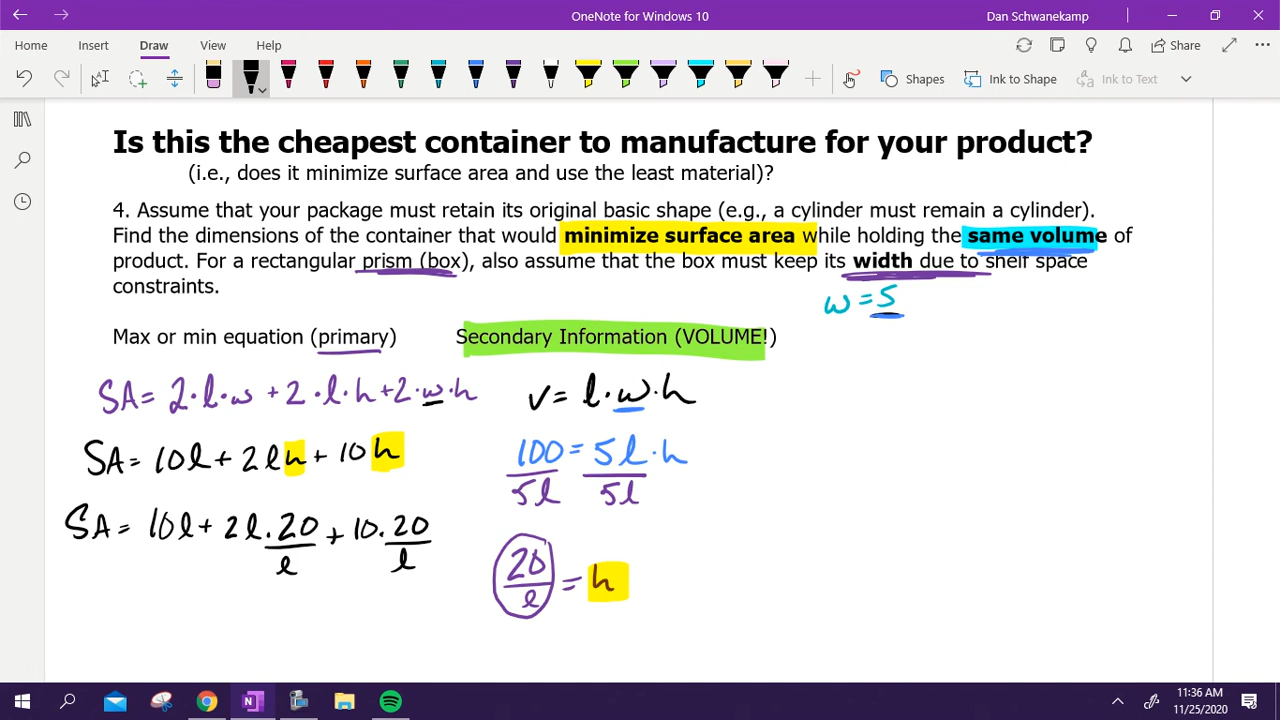 OneNote for Windows 10
Dan Schwanekamp
Home Insert Draw View Help
Share
Shapes Ink to Shape Ink to Text
Is this the cheapest container to manufacture for your product?
(i.e., does it minimize surface area and use the least material)?
4. Assume that your package must retain its original basic shape (e.g., a cylinder must remain a cylinder).
Find the dimensions of the container that would minimize surface area while holding the same volume of
product. For a rectangular prism (box), also assume that the box must keep its width due to shelf space
constraints.
w = 5
Max or min equation (primary) Secondary Information (VOLUME!)
SA = 2·l·w + 2·l·h + 2·w·h
V = l·w·h
SA = 10l + 2lh + 10h
100 = 5l·h
5l 5l
SA = 10l + 2l·20/l + 10·20/l
20/l = h
11:36 AM
11/25/2020